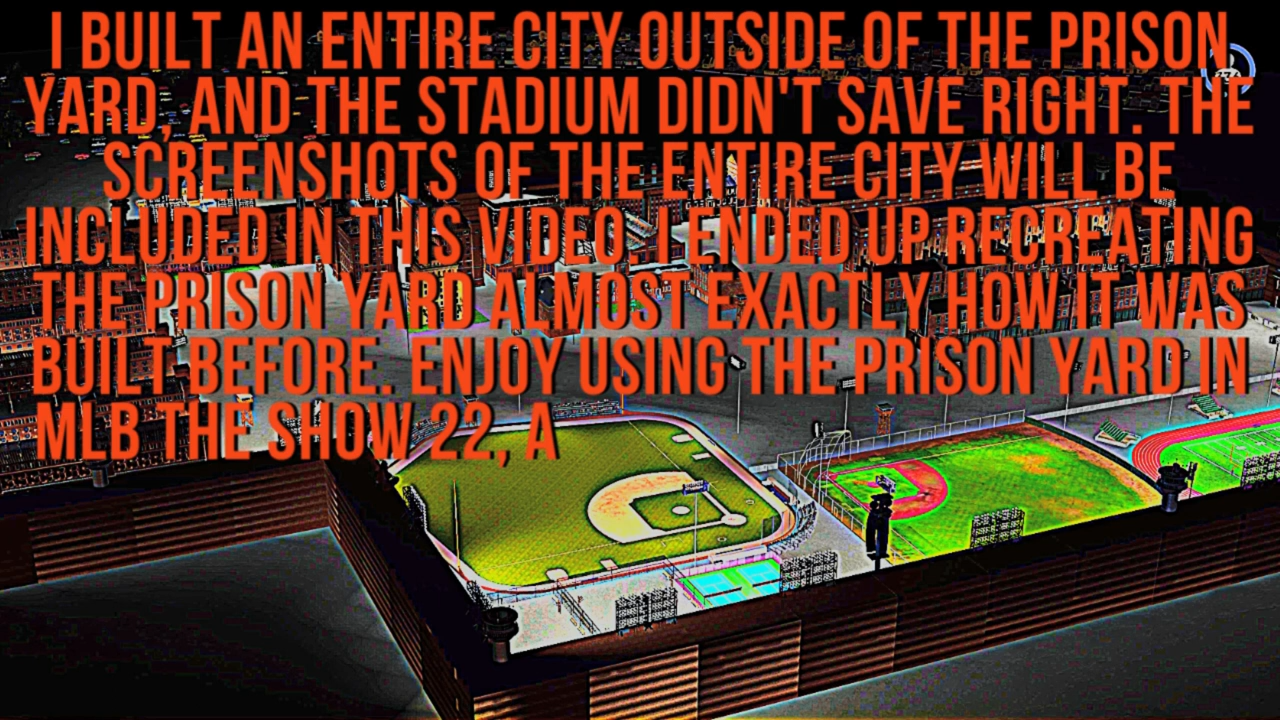 I BUILT AN ENTIRE CITY OUTSIDE OF THE PRISON
YARD, AND THE STADIUM DIDN'T SAVE RIGHT. THE
SCREENSHOTS OF THE ENTIRE CITY WILL BE
INCLUDED IN THIS VIDEO. I ENDED UP RECREATING
THE PRISON YARD ALMOST EXACTLY HOW IT WAS
BUILT BEFORE. ENJOY USING THE PRISON YARD IN
MLB THE SHOW 22, A